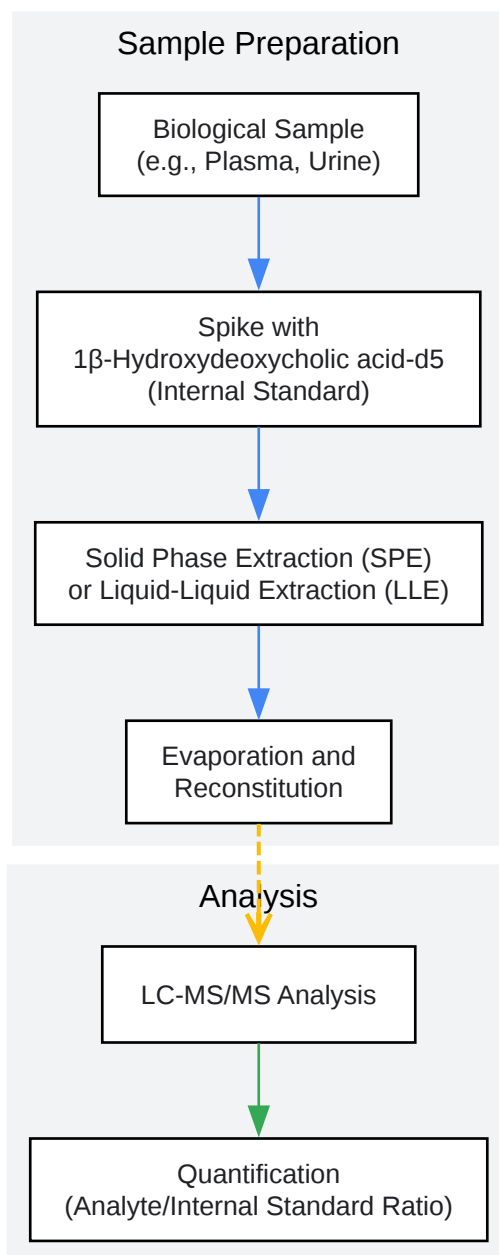 Sample Preparation
Biological Sample
(e.g., Plasma, Urine)
Spike with
1β-Hydroxydeoxycholic acid-d5
(Internal Standard)
Solid Phase Extraction (SPE)
or Liquid-Liquid Extraction (LLE)
Evaporation and
Reconstitution
Analysis
LC-MS/MS Analysis
Quantification
(Analyte/Internal Standard Ratio)